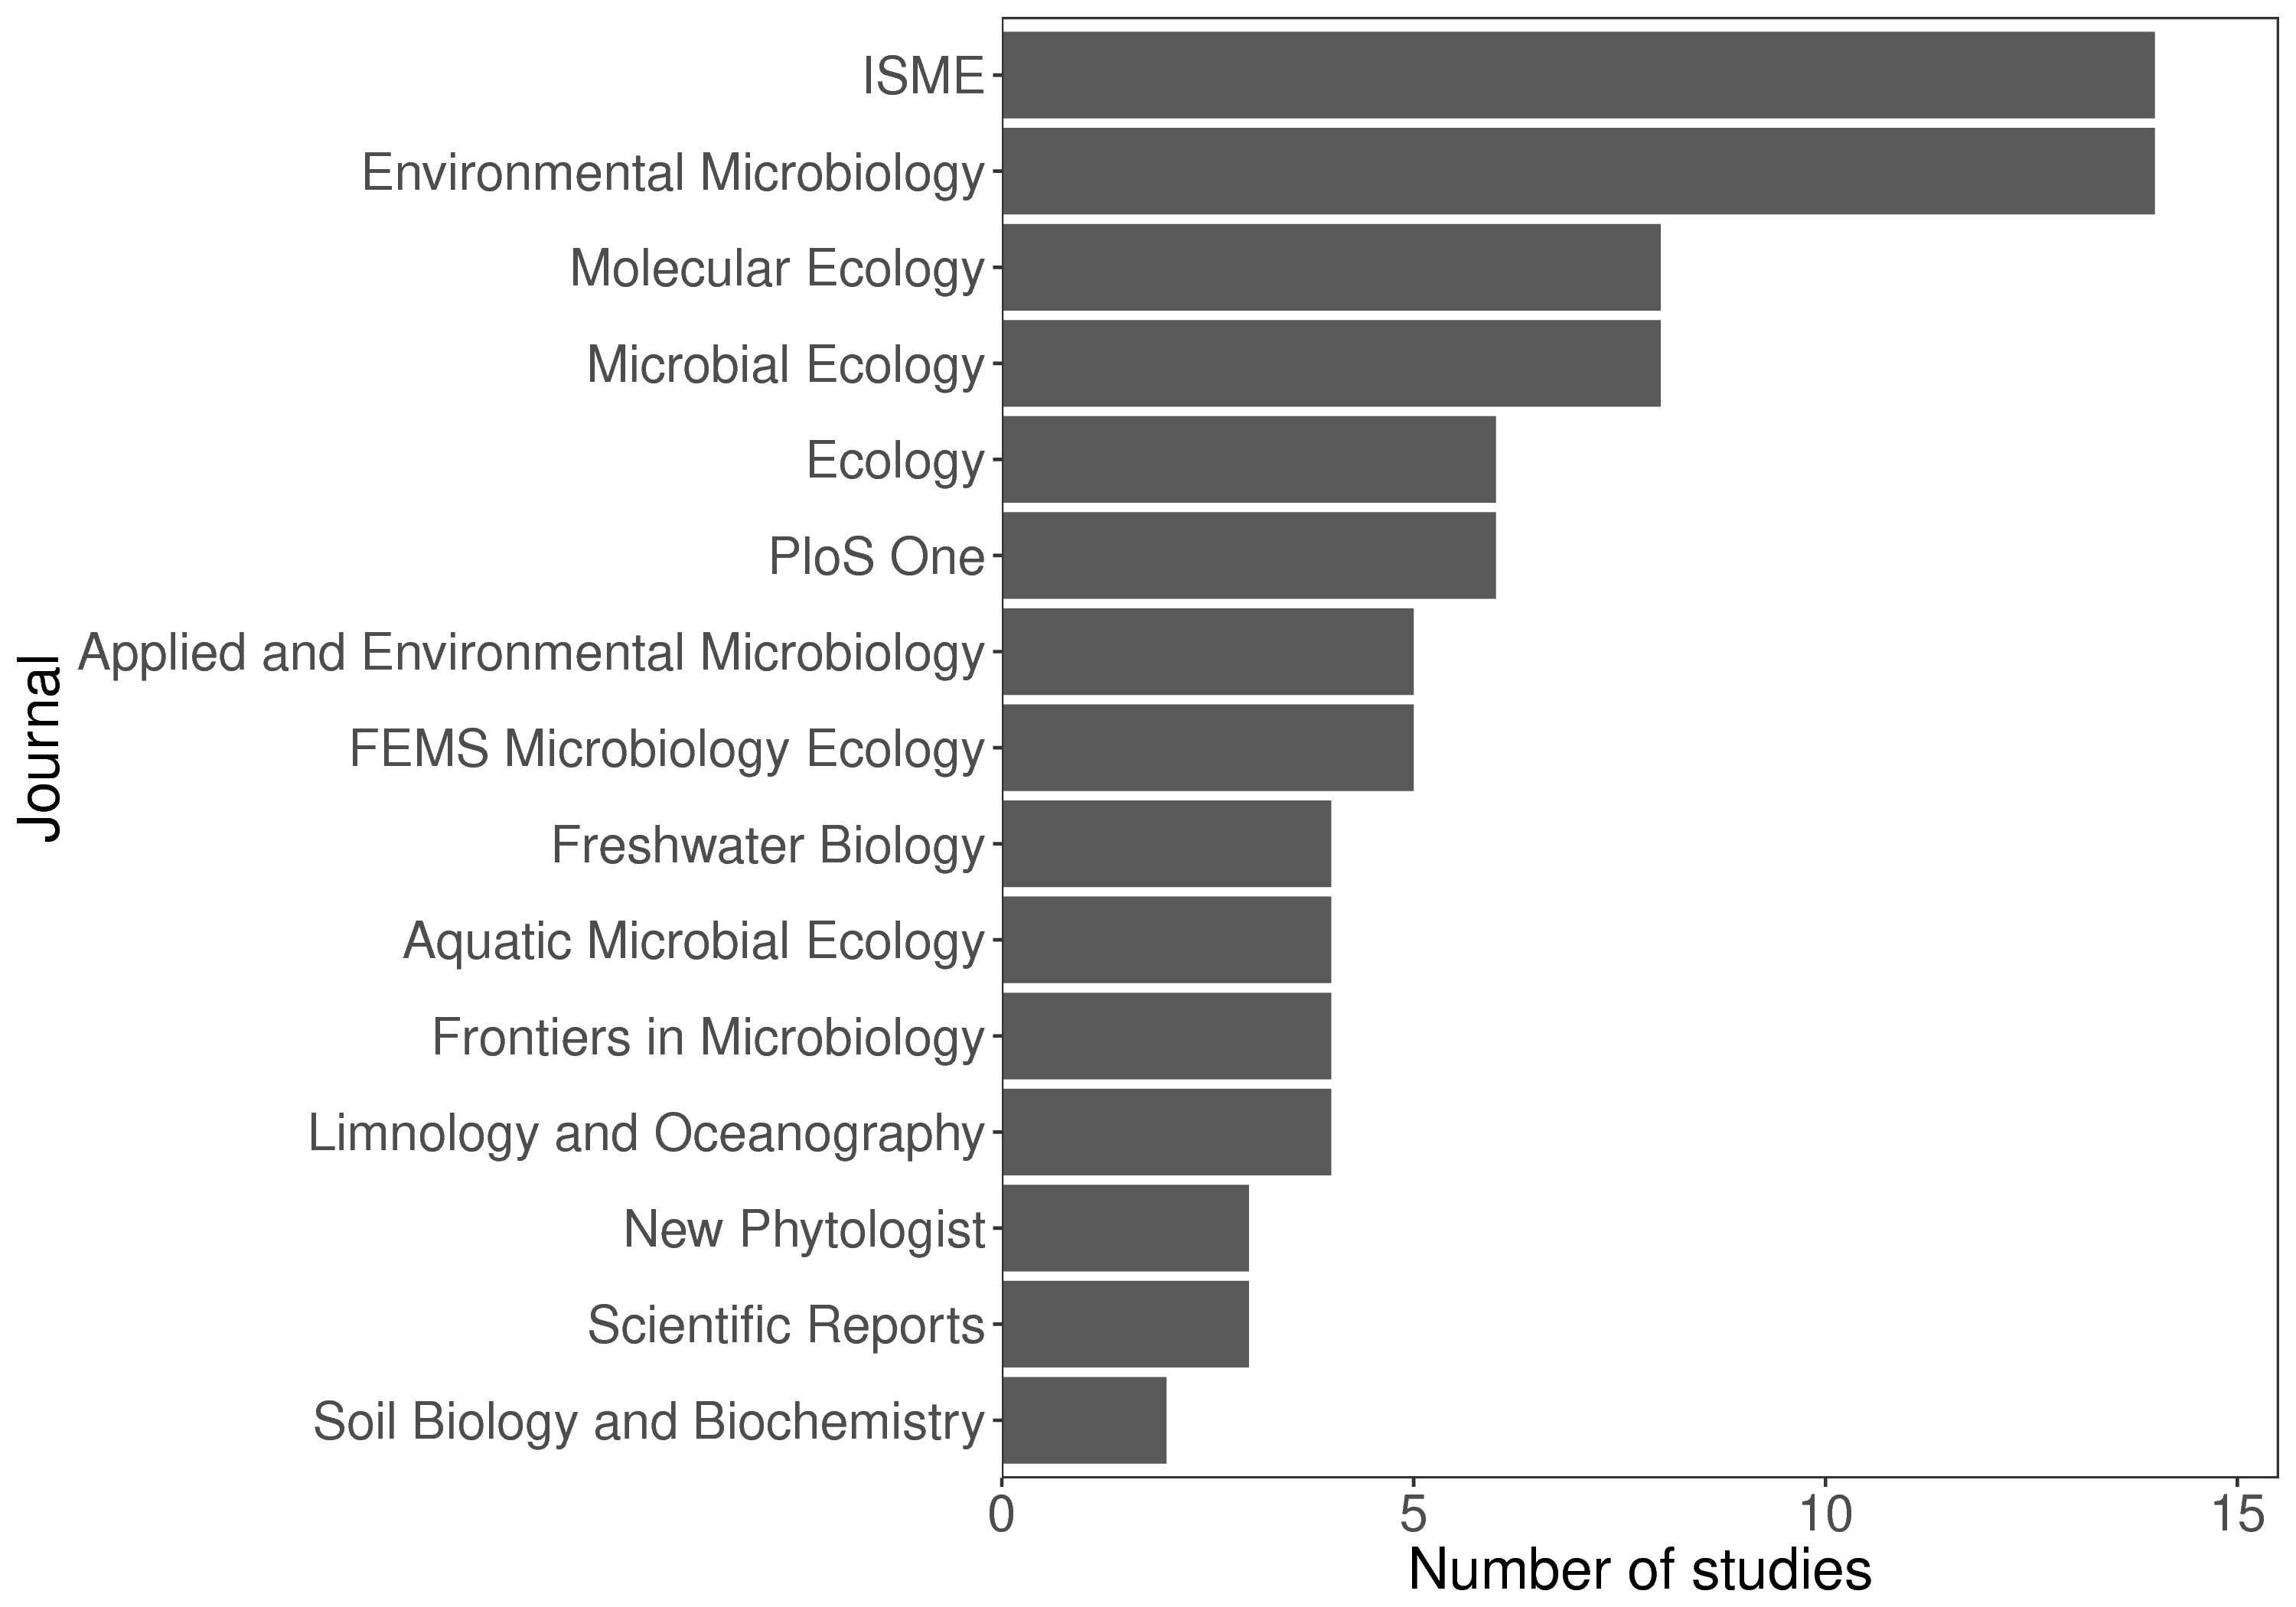 ISME
Environmental Microbiology
Molecular Ecology
Microbial Ecology
Ecology
PloS One
Applied and Environmental Microbiology
FEMS Microbiology Ecology
Freshwater Biology
Aquatic Microbial Ecology
Frontiers in Microbiology
Limnology and Oceanography
New Phytologist
Scientific Reports
Soil Biology and Biochemistry
Journal
0 5 10 15
Number of studies